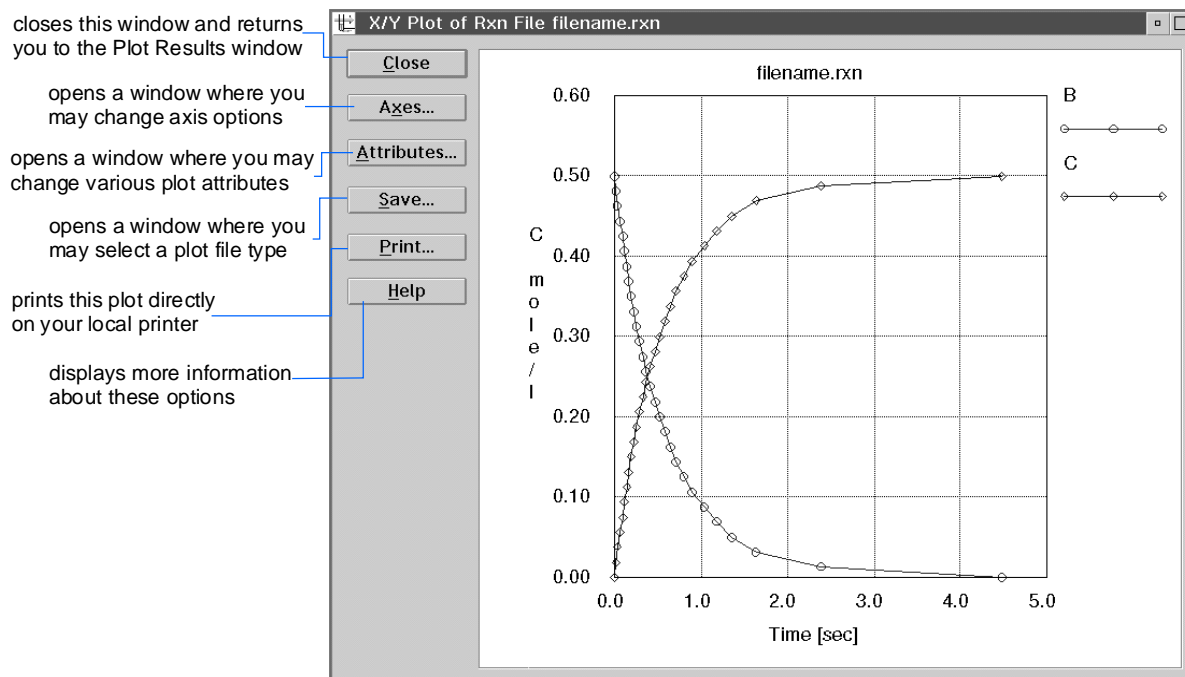 closes this window and returns
you to the Plot Results window
opens a window where you
may change axis options
opens a window where you may
change various plot attributes
opens a window where you
may select a plot file type
prints this plot directly
on your local printer
displays more information
about these options
X/Y Plot of Rxn File filename.rxn
Close
Axes...
Attributes...
Save...
Print...
Help
filename.rxn
C
m
o
l
e
/
l
0.60
0.50
0.40
0.30
0.20
0.10
0.00
0.0 1.0 2.0 3.0 4.0 5.0
Time [sec]
B
C